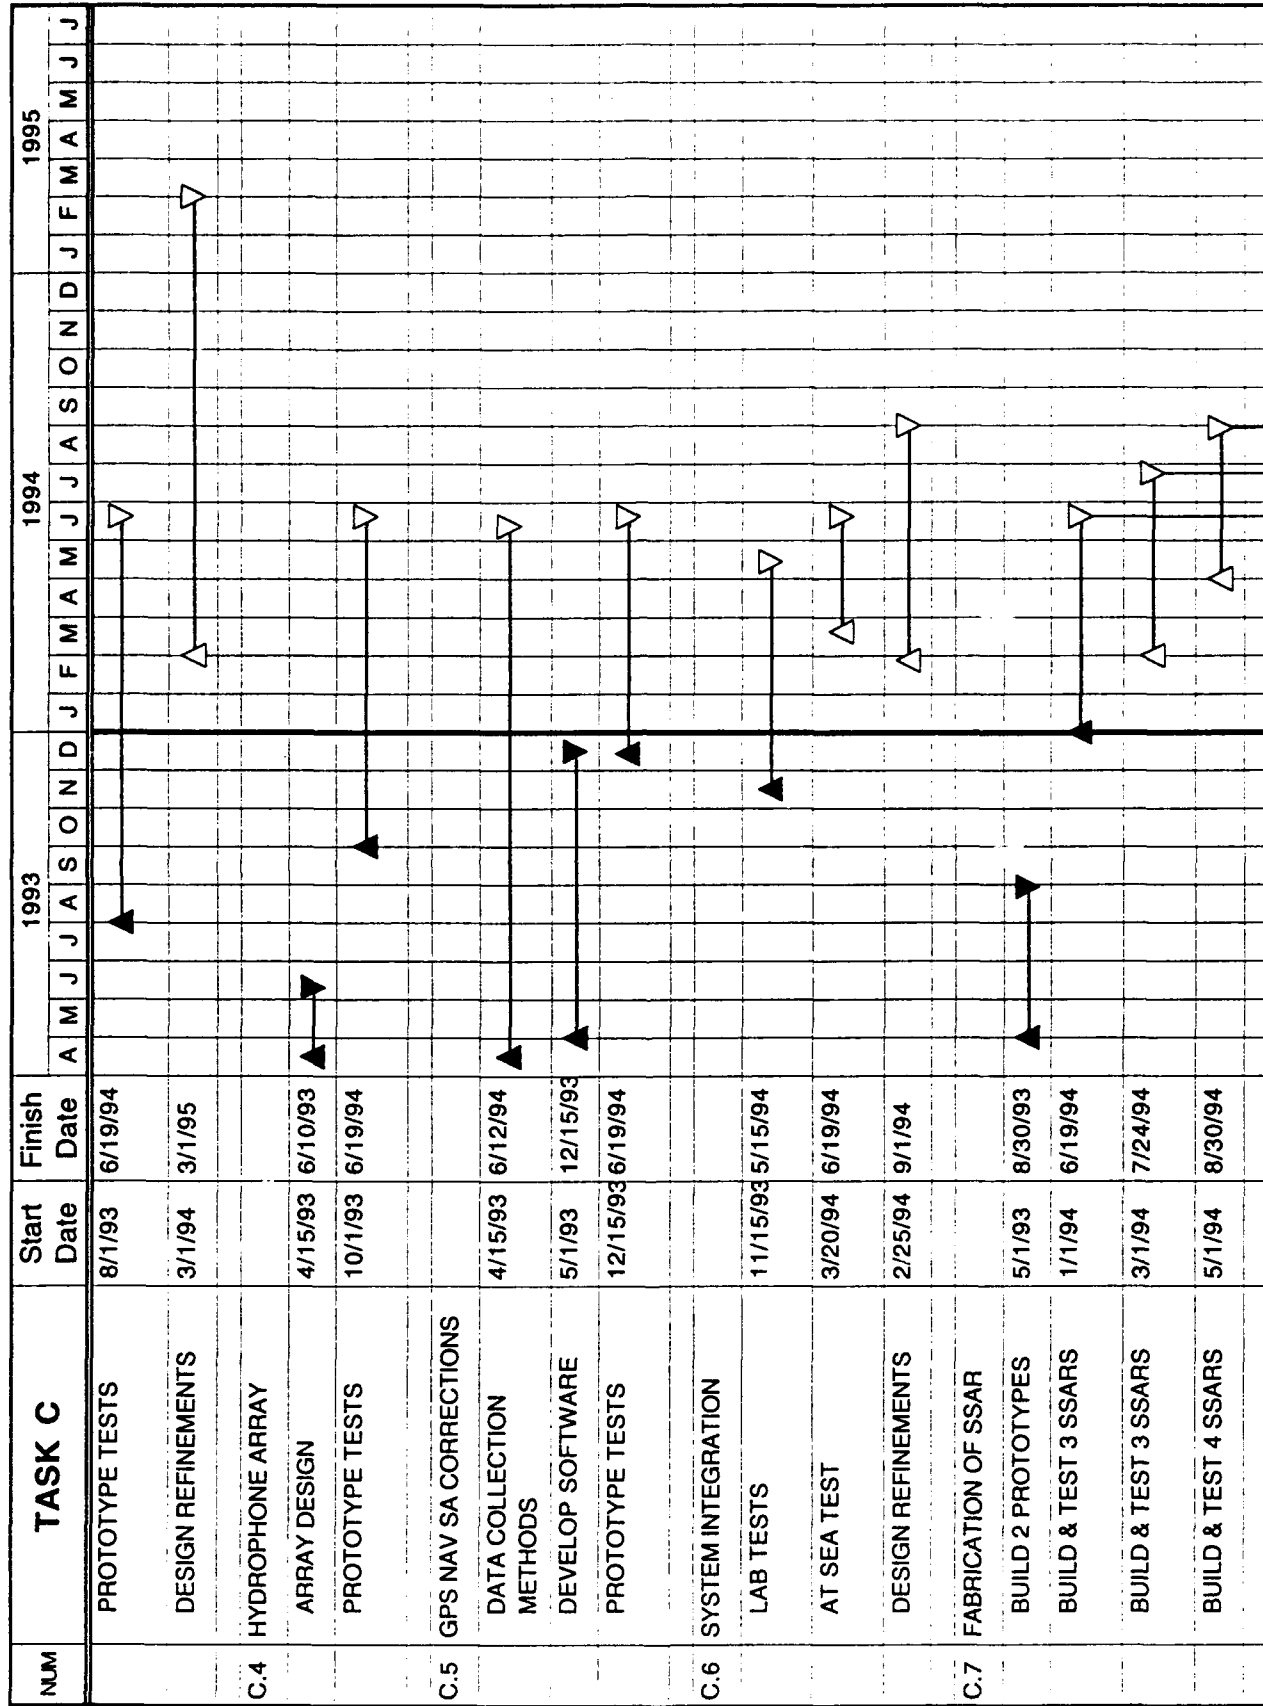 NUM TASK C Start Date Finish Date 1993 1994 1995
A M J J A S O N D J F M A M J J A S O N D J F M A M J J
PROTOTYPE TESTS 8/1/93 6/19/94
DESIGN REFINEMENTS 3/1/94 3/1/95
C.4 HYDROPHONE ARRAY
ARRAY DESIGN 4/15/93 6/10/93
PROTOTYPE TESTS 10/1/93 6/19/94
C.5 GPS NAV SA CORRECTIONS
DATA COLLECTION 4/15/93 6/12/94
METHODS
DEVELOP SOFTWARE 5/1/93 12/15/93
PROTOTYPE TESTS 12/15/93 6/19/94
C.6 SYSTEM INTEGRATION
LAB TESTS 11/15/93 5/15/94
AT SEA TEST 3/20/94 6/19/94
DESIGN REFINEMENTS 2/25/94 9/1/94
C.7 FABRICATION OF SSAR
BUILD 2 PROTOTYPES 5/1/93 8/30/93
BUILD & TEST 3 SSARS 1/1/94 6/19/94
BUILD & TEST 3 SSARS 3/1/94 7/24/94
BUILD & TEST 4 SSARS 5/1/94 8/30/94